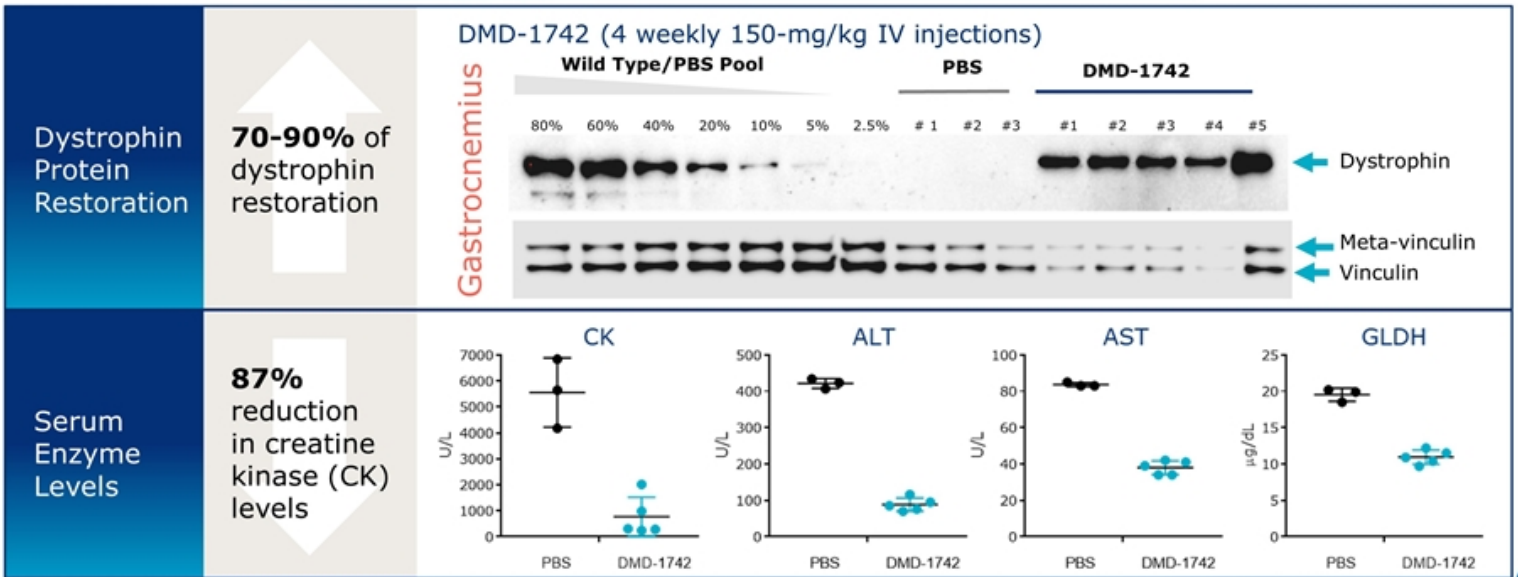 DMD-1742 (4 weekly 150-mg/kg IV injections)
Dystrophin
Protein
Restoration
70-90% of
dystrophin
restoration
Gastrocnemius
Wild Type/PBS Pool
PBS
DMD-1742
80% 60% 40% 20% 10% 5% 2.5% # 1 #2 #3 #1 #2 #3 #4 #5
Dystrophin
Meta-vinculin
Vinculin
Serum
Enzyme
Levels
87%
reduction
in creatine
kinase (CK)
levels
CK
U/L
7000
6000
5000
4000
3000
2000
1000
0
PBS DMD-1742
ALT
U/L
500
400
300
200
100
0
PBS DMD-1742
AST
U/L
100
80
60
40
20
0
PBS DMD-1742
GLDH
µg/dL
25
20
15
10
5
0
PBS DMD-1742